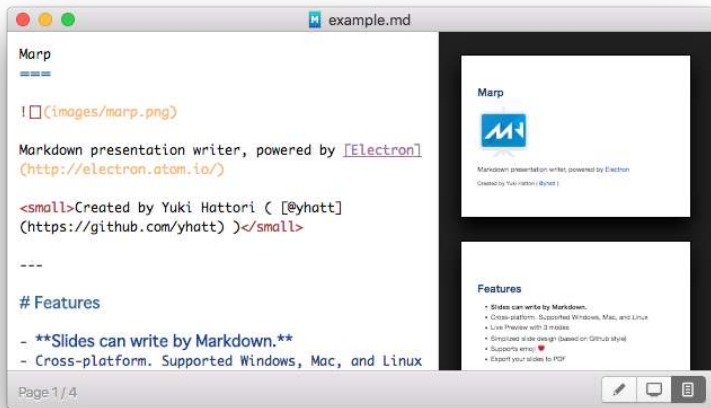 example.md
Marp
===
![](images/marp.png)
Markdown presentation writer, powered by [Electron]
(http://electron.atom.io/)
<small>Created by Yuki Hattori ( [@yhatt]
(https://github.com/yhatt) )</small>
---
# Features
- **Slides can write by Markdown.**
- Cross-platform. Supported Windows, Mac, and Linux
Marp
Markdown presentation writer, powered by Electron
Created by Yuki Hattori ( @yhatt )
Features
• Slides can write by Markdown.
• Cross-platform. Supported Windows, Mac, and Linux
• Live Preview with 3 modes
• Simplized slide design (based on Github style)
• Supports emoji ❤️
• Export your slides to PDF
Page 1 / 4